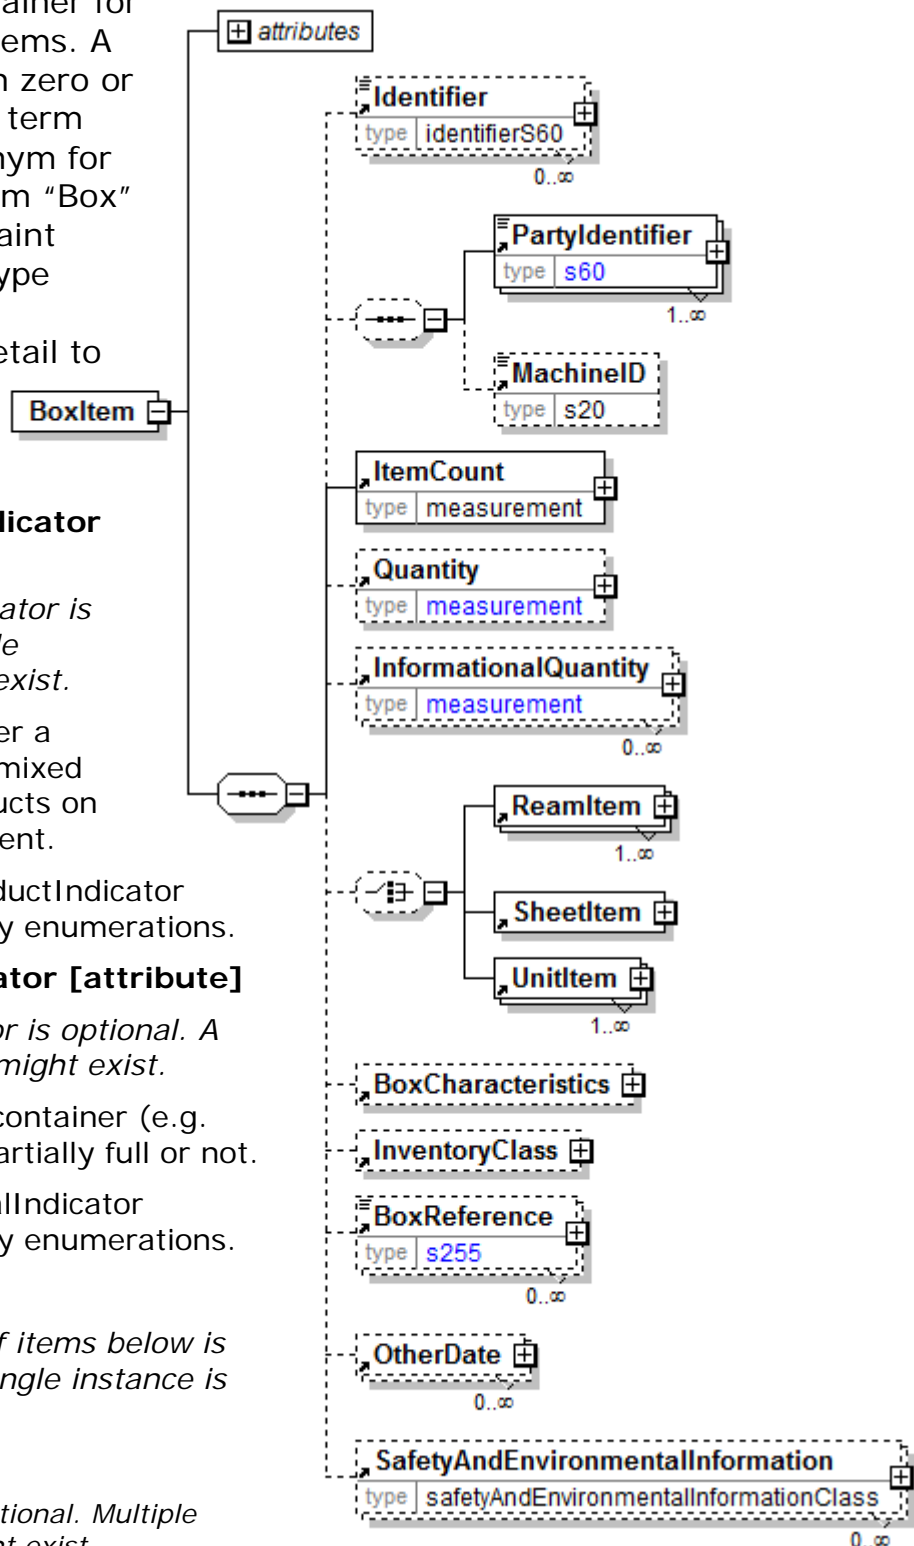 ainer for
ems. A
n zero or
term
nym for
m “Box”
aint
ype
etail to
licator
ator is
le
exist.
er a
mixed
ucts on
ent.
ductIndicator
y enumerations.
ator [attribute]
or is optional. A
might exist.
container (e.g.
artially full or not.
alIndicator
y enumerations.
f items below is
ngle instance is
tional. Multiple
nt exist
BoxItem
attributes
Identifier
type identifierS60
0..∞
PartyIdentifier
type s60
1..∞
MachineID
type s20
ItemCount
type measurement
Quantity
type measurement
InformationalQuantity
type measurement
0..∞
ReamItem
1..∞
SheetItem
UnitItem
1..∞
BoxCharacteristics
InventoryClass
BoxReference
type s255
0..∞
OtherDate
0..∞
SafetyAndEnvironmentalInformation
type safetyAndEnvironmentalInformationClass
0..∞